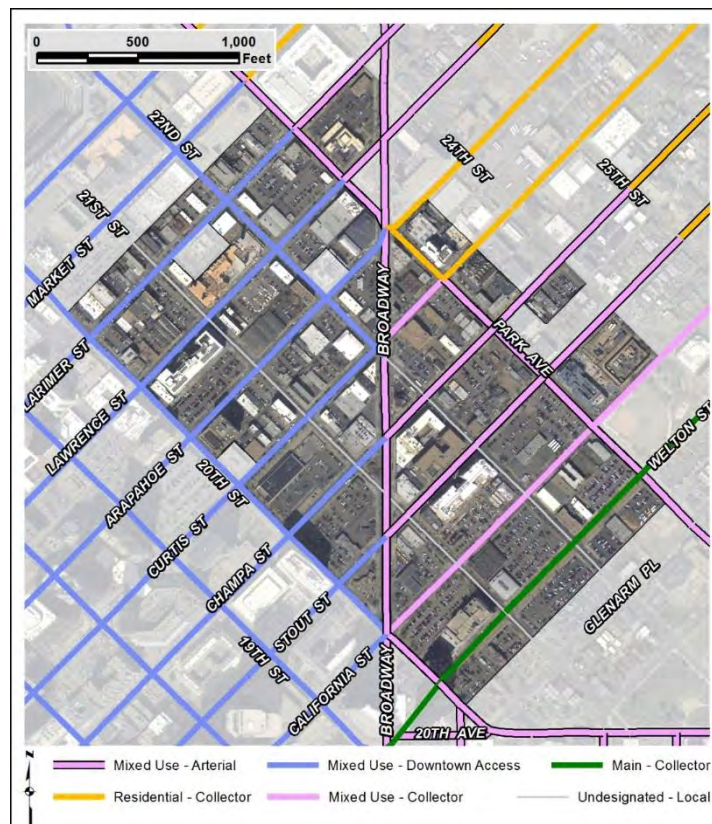 0 500 1,000
Feet
22ND ST
21ST ST
MARKET ST
24TH ST
25TH ST
BROADWAY
PARK AVE
LARIMER ST
LAWRENCE ST
ARAPAHOE ST
20TH ST
CURTIS ST
CHAMPA ST
STOUT ST
19TH ST
CALIFORNIA ST
BROADWAY
WELTON ST
GLENARM PL
20TH AVE
N
Mixed Use - Arterial
Mixed Use - Downtown Access
Main - Collector
Residential - Collector
Mixed Use - Collector
Undesignated - Local